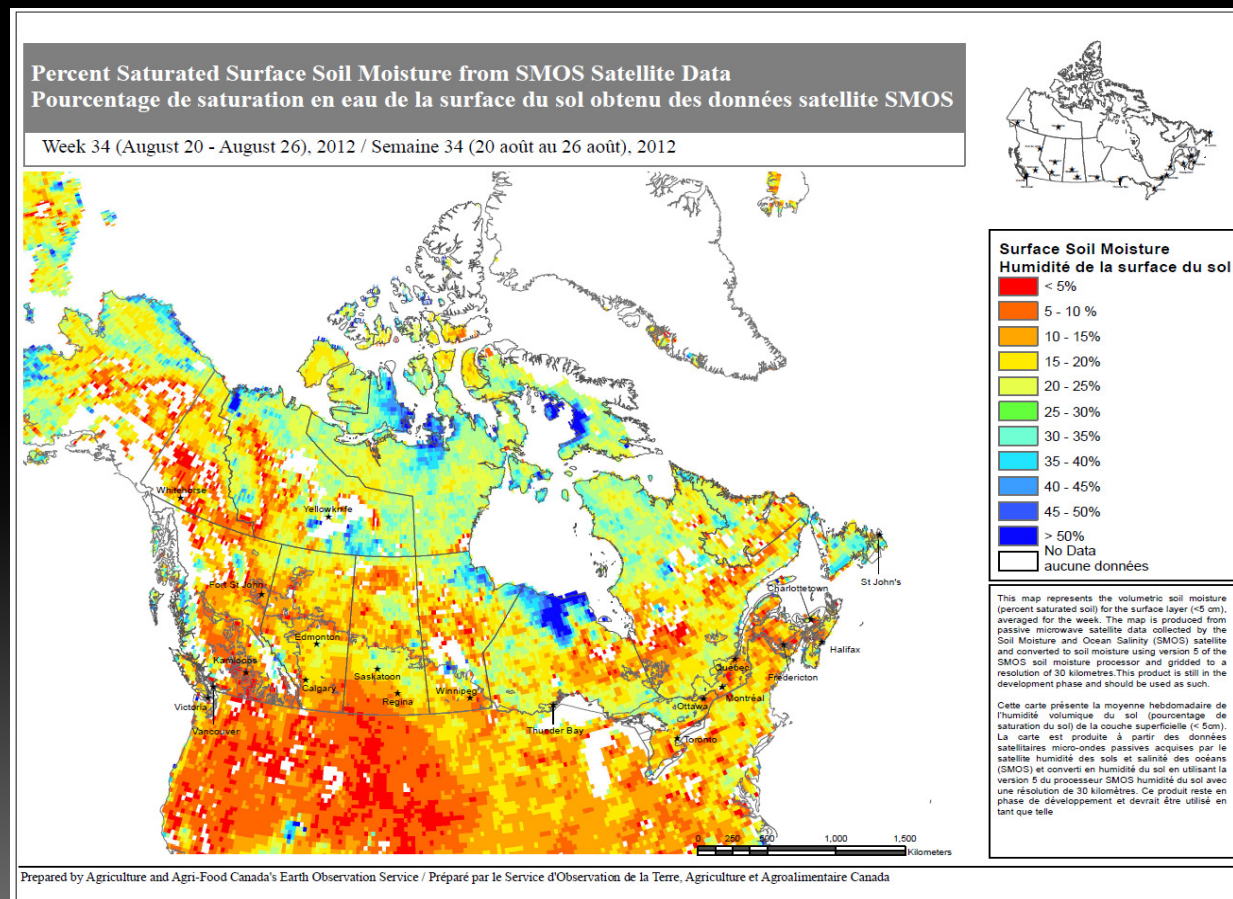 Percent Saturated Surface Soil Moisture from SMOS Satellite Data
Pourcentage de saturation en eau de la surface du sol obtenu des données satellite SMOS
Week 34 (August 20 - August 26), 2012 / Semaine 34 (20 août au 26 août), 2012
Whitehorse
Yellowknife
Fort St John
Edmonton
Kamloops
Calgary
Saskatoon
Regina
Winnipeg
Victoria
Vancouver
Thunder Bay
Toronto
Ottawa
Montréal
Québec
Fredericton
Charlottetown
Halifax
St John's
0 250 500 1,000 1,500
Kilometers
Surface Soil Moisture
Humidité de la surface du sol
< 5%
5 - 10 %
10 - 15%
15 - 20%
20 - 25%
25 - 30%
30 - 35%
35 - 40%
40 - 45%
45 - 50%
> 50%
No Data
aucune données
This map represents the volumetric soil moisture
(percent saturated soil) for the surface layer (<5 cm),
averaged for the week. The map is produced from
passive microwave satellite data collected by the
Soil Moisture and Ocean Salinity (SMOS) satellite
and converted to soil moisture using version 5 of the
SMOS soil moisture processor and gridded to a
resolution of 30 kilometres.This product is still in the
development phase and should be used as such.
Cette carte présente la moyenne hebdomadaire de
l'humidité volumique du sol (pourcentage de
saturation du sol) de la couche superficielle (< 5cm).
La carte est produite à partir des données
satellitaires micro-ondes passives acquises par le
satellite humidité des sols et salinité des océans
(SMOS) et converti en humidité du sol en utilisant la
version 5 du processeur SMOS humidité du sol avec
une résolution de 30 kilomètres. Ce produit reste en
phase de développement et devrait être utilisé en
tant que telle
Prepared by Agriculture and Agri-Food Canada's Earth Observation Service / Préparé par le Service d'Observation de la Terre, Agriculture et Agroalimentaire Canada